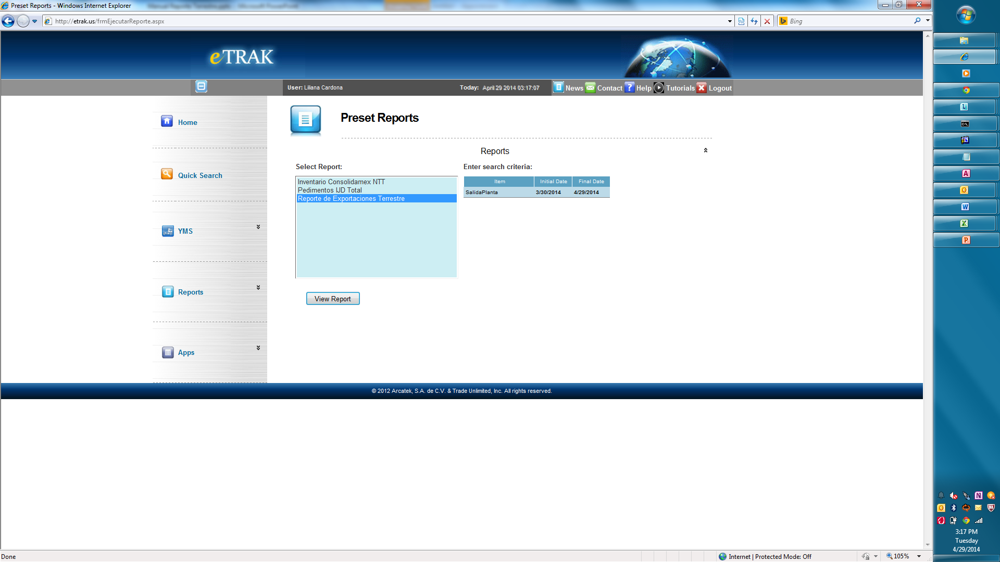 Preset Reports - Windows Internet Explorer
http://etrak.us/frmEjecutarReporte.aspx
Bing
eTRAK
User: Liliana Cardona
Today: April 29 2014 03:17:07
News
Contact
Help
Tutorials
Logout
Home
Quick Search
YMS
Reports
Apps
Preset Reports
Reports
Select Report:
Inventario Consolidamex NTT
Pedimentos IJD Total
Reporte de Exportaciones Terrestre
Enter search criteria:
Item Initial Date Final Date
SalidaPlanta 3/30/2014 4/29/2014
View Report
© 2012 Arcatek, S.A. de C.V. & Trade Unlimited, Inc. All rights reserved.
3:17 PM
Tuesday
4/29/2014
Done
Internet | Protected Mode: Off
105%